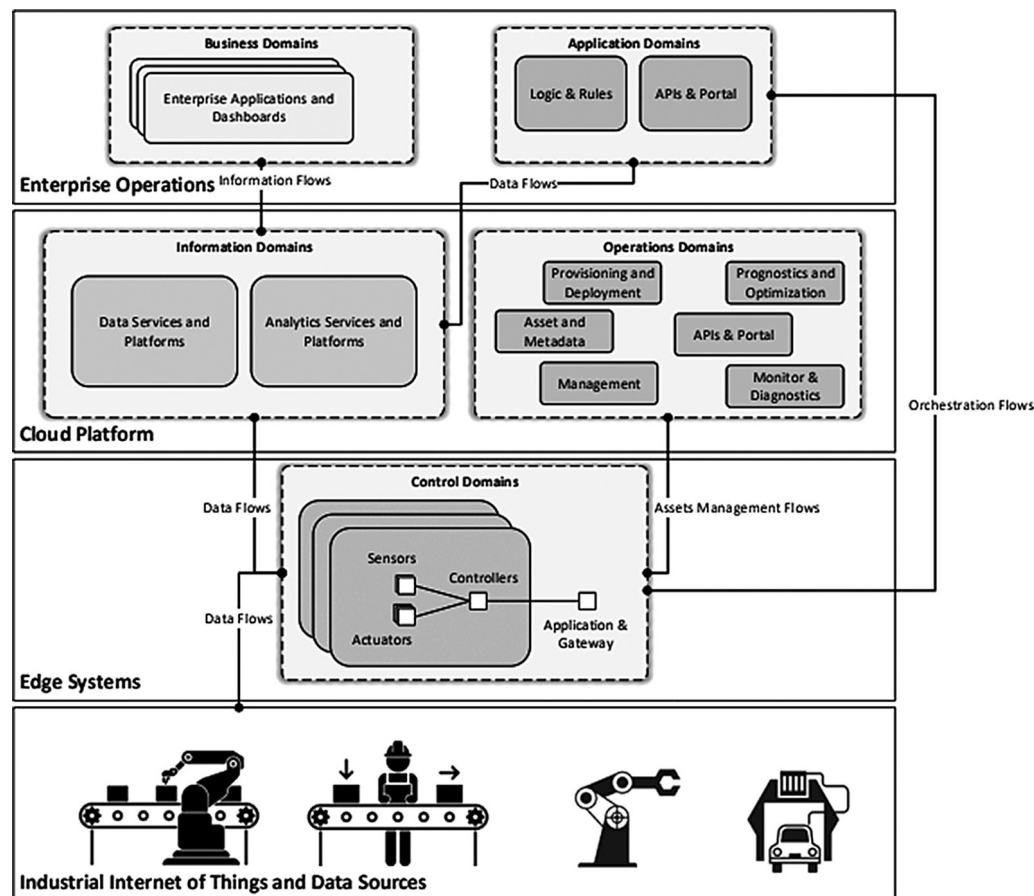 Business Domains
Enterprise Applications and
Dashboards
Application Domains
Logic & Rules
APIs & Portal
Enterprise Operations
Information Flows
Data Flows
Information Domains
Data Services and
Platforms
Analytics Services and
Platforms
Operations Domains
Provisioning and
Deployment
Prognostics and
Optimization
Asset and
Metadata
APIs & Portal
Management
Monitor &
Diagnostics
Cloud Platform
Orchestration Flows
Control Domains
Data Flows
Assets Management Flows
Sensors
Controllers
Actuators
Application &
Gateway
Data Flows
Edge Systems
Industrial Internet of Things and Data Sources